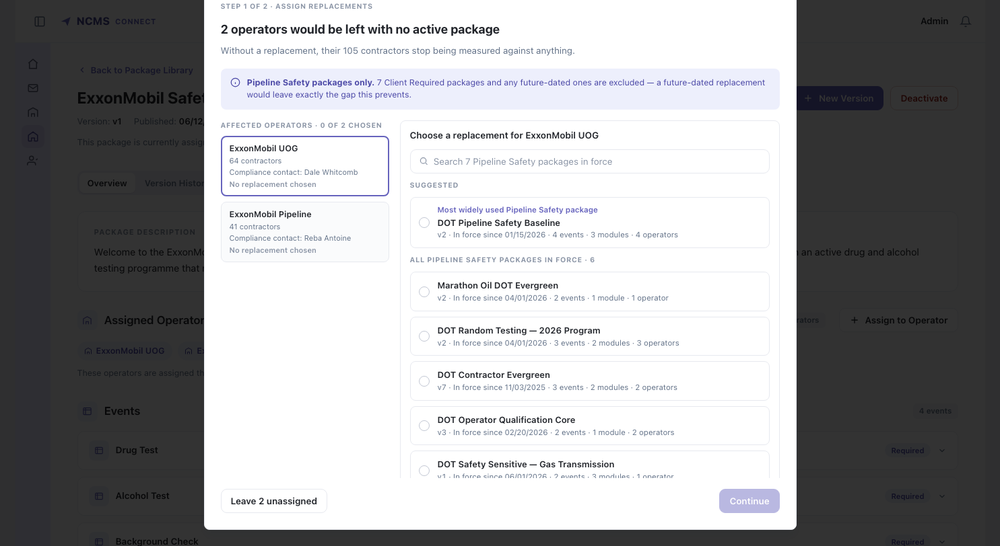 STEP 1 OF 2 · ASSIGN REPLACEMENTS
2 operators would be left with no active package
Without a replacement, their 105 contractors stop being measured against anything.
Pipeline Safety packages only. 7 Client Required packages and any future-dated ones are excluded — a future-dated replacement
would leave exactly the gap this prevents.
AFFECTED OPERATORS · 0 OF 2 CHOSEN
ExxonMobil UOG
64 contractors
Compliance contact: Dale Whitcomb
No replacement chosen
ExxonMobil Pipeline
41 contractors
Compliance contact: Reba Antoine
No replacement chosen
Choose a replacement for ExxonMobil UOG
Search 7 Pipeline Safety packages in force
SUGGESTED
Most widely used Pipeline Safety package
DOT Pipeline Safety Baseline
v2 · In force since 01/15/2026 · 4 events · 3 modules · 4 operators
ALL PIPELINE SAFETY PACKAGES IN FORCE · 6
Marathon Oil DOT Evergreen
v2 · In force since 04/01/2026 · 2 events · 1 module · 1 operator
DOT Random Testing — 2026 Program
v2 · In force since 04/01/2026 · 3 events · 2 modules · 3 operators
DOT Contractor Evergreen
v7 · In force since 11/03/2025 · 3 events · 2 modules · 2 operators
DOT Operator Qualification Core
v3 · In force since 02/20/2026 · 2 events · 1 module · 2 operators
DOT Safety Sensitive — Gas Transmission
v1 · In force since 06/01/2026 · 2 events · 3 modules · 1 operator
Leave 2 unassigned
Continue
NCMS CONNECT
Admin
Back to Package Library
ExxonMobil Safe
New Version
Deactivate
Version: v1 Published: 06/12/
This package is currently assig
Overview
Version Histor
PACKAGE DESCRIPTION
Welcome to the ExxonMo
n an active drug and alcohol
testing programme that
Assigned Operator
rators
Assign to Operator
ExxonMobil UOG
Ex
These operators are assigned th
Events
4 events
Drug Test
Required
Alcohol Test
Required
Background Check
Required